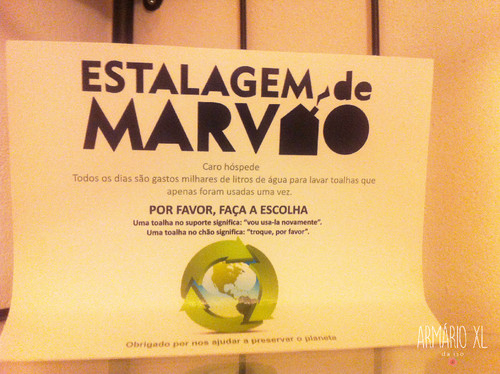 ESTALAGEM de
MARVÃO
Caro hóspede
Todos os dias são gastos milhares de litros de água para lavar toalhas que
apenas foram usadas uma vez.
POR FAVOR, FAÇA A ESCOLHA
Uma toalha no suporte significa: "vou usa-la novamente".
Uma toalha no chão significa: "troque, por favor".
Obrigado por nos ajudar a preservar o planeta
ARMÁRIO XL